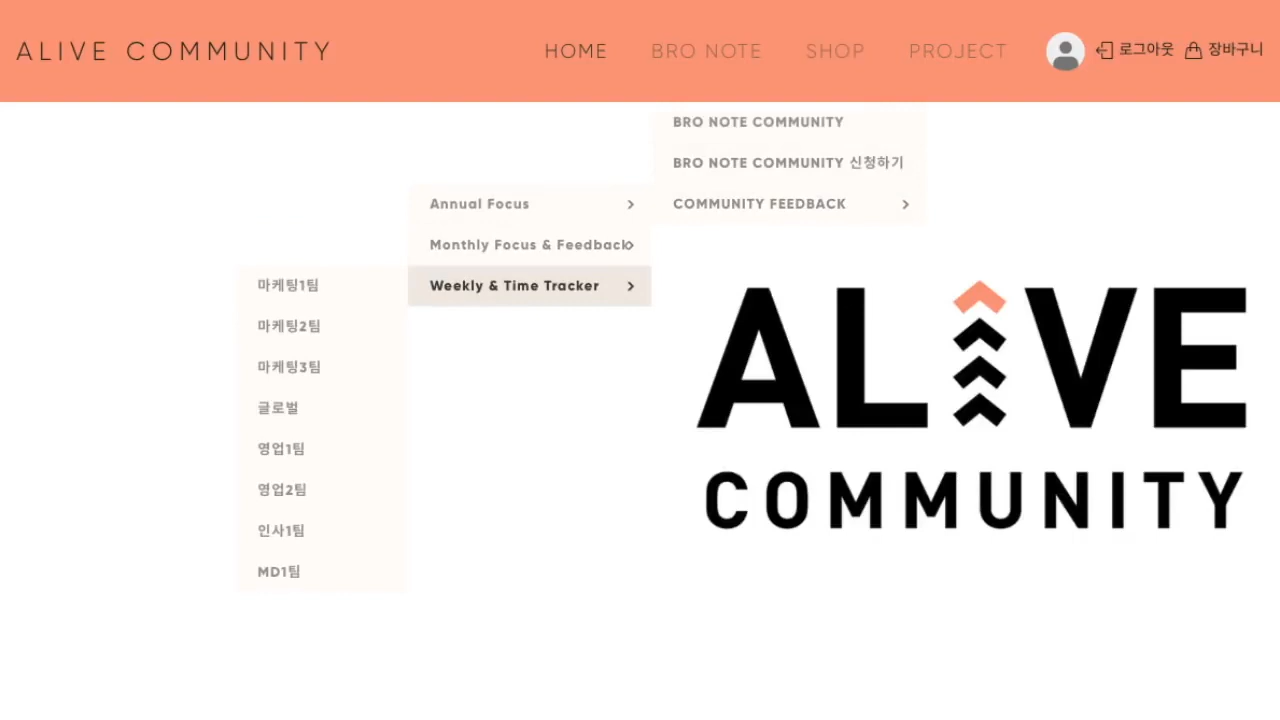 ALIVE COMMUNITY
HOME
BRO NOTE
SHOP
PROJECT
로그아웃
장바구니
BRO NOTE COMMUNITY
BRO NOTE COMMUNITY 신청하기
COMMUNITY FEEDBACK
Annual Focus
Monthly Focus & Feedback
Weekly & Time Tracker
마케팅1팀
마케팅2팀
마케팅3팀
글로벌
영업1팀
영업2팀
인사1팀
MD1팀
ALIVE
COMMUNITY